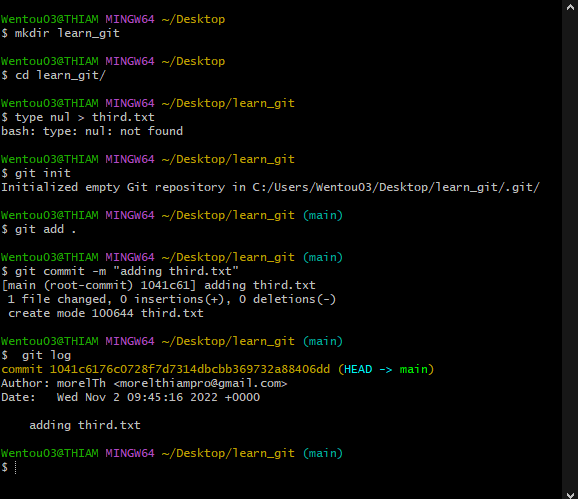 Wentou03@THIAM MINGW64 ~/Desktop
$ mkdir learn_git
Wentou03@THIAM MINGW64 ~/Desktop
$ cd learn_git/
Wentou03@THIAM MINGW64 ~/Desktop/learn_git
$ type nul > third.txt
bash: type: nul: not found
Wentou03@THIAM MINGW64 ~/Desktop/learn_git
$ git init
Initialized empty Git repository in C:/Users/Wentou03/Desktop/learn_git/.git/
Wentou03@THIAM MINGW64 ~/Desktop/learn_git (main)
$ git add .
Wentou03@THIAM MINGW64 ~/Desktop/learn_git (main)
$ git commit -m "adding third.txt"
[main (root-commit) 1041c61] adding third.txt
 1 file changed, 0 insertions(+), 0 deletions(-)
 create mode 100644 third.txt
Wentou03@THIAM MINGW64 ~/Desktop/learn_git (main)
$  git log
commit 1041c6176c0728f7d7314dbcbb369732a88406dd (HEAD -> main)
Author: morelTh <morelthiampro@gmail.com>
Date:   Wed Nov 2 09:45:16 2022 +0000
    adding third.txt
Wentou03@THIAM MINGW64 ~/Desktop/learn_git (main)
$